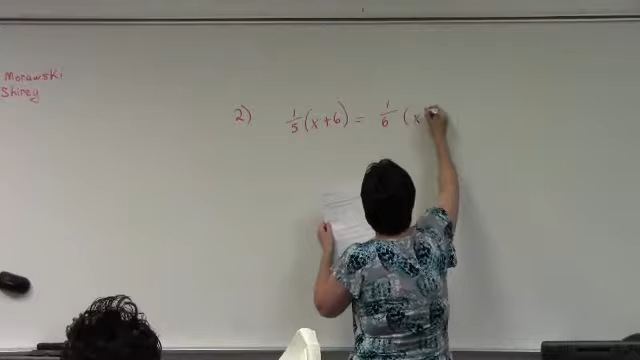 Morawski
Shirey
2) 1/5 (x+6) = 1/6 (x